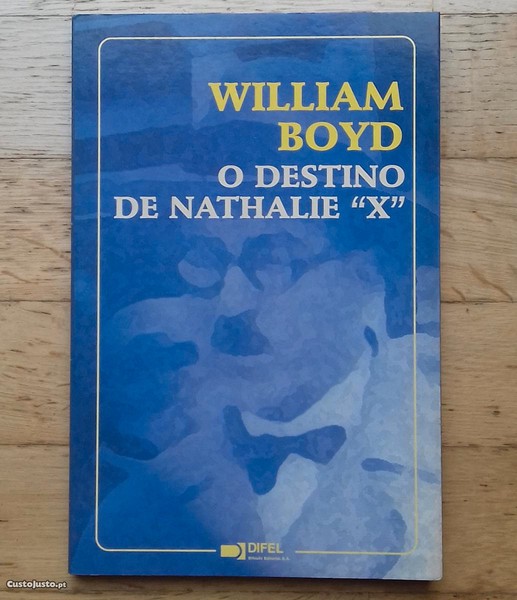 WILLIAM
BOYD
O DESTINO
DE NATHALIE “X”
DIFEL
CustoJusto.pt